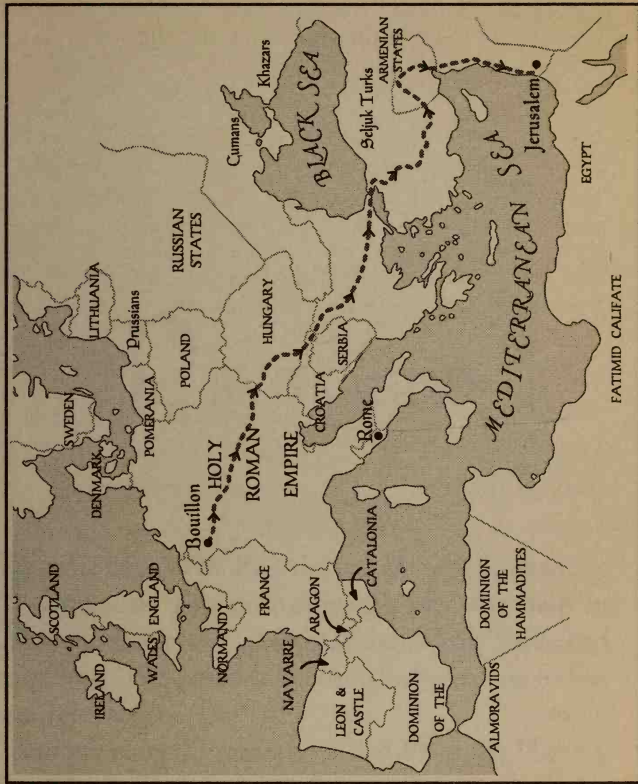 SCOTLAND
IRELAND
ENGLAND
WALES
NORMANDY
FRANCE
NAVARRE
ARAGON
CATALONIA
LEON &
CASTLE
DOMINION
OF THE
ALMORAVIDS
DOMINION
OF THE
HAMMADITES
SWEDEN
DENMARK
POMERANIA
Prussians
LITHUANIA
POLAND
RUSSIAN
STATES
Bouillon
HOLY
ROMAN
EMPIRE
HUNGARY
CROATIA
SERBIA
Rome
Cumans
Khazars
BLACK SEA
Seljuk Turks
ARMENIAN
STATES
MEDITERRANEAN SEA
Jerusalem
EGYPT
FATIMID CALIFATE